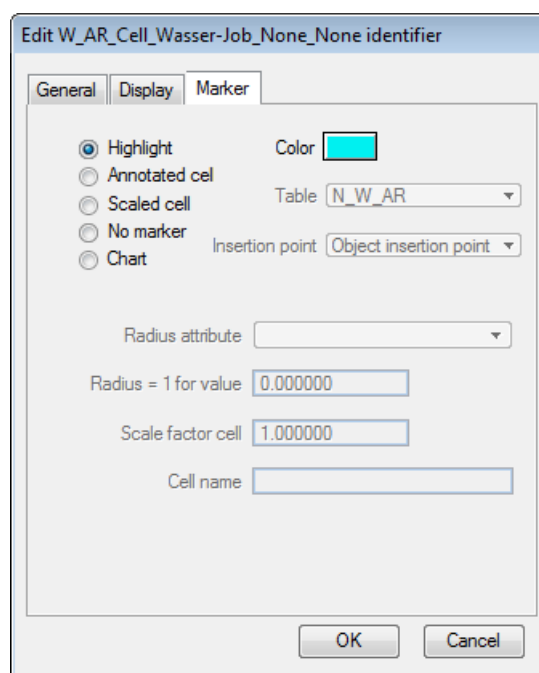 Edit W_AR_Cell_Wasser-Job_None_None identifier
General Display Marker
Highlight Color
Annotated cel
Table N_W_AR
Scaled cell
No marker
Insertion point Object insertion point
Chart
Radius attribute
Radius = 1 for value 0.000000
Scale factor cell 1.000000
Cell name
OK Cancel